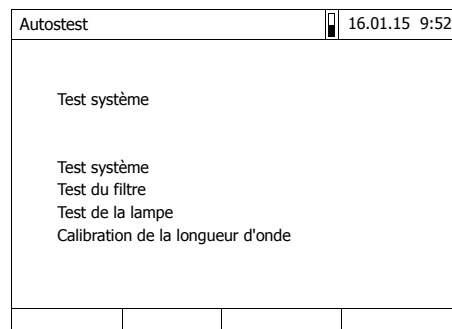 Autostest 16.01.15 9:52
Test système
Test système
Test du filtre
Test de la lampe
Calibration de la longueur d'onde